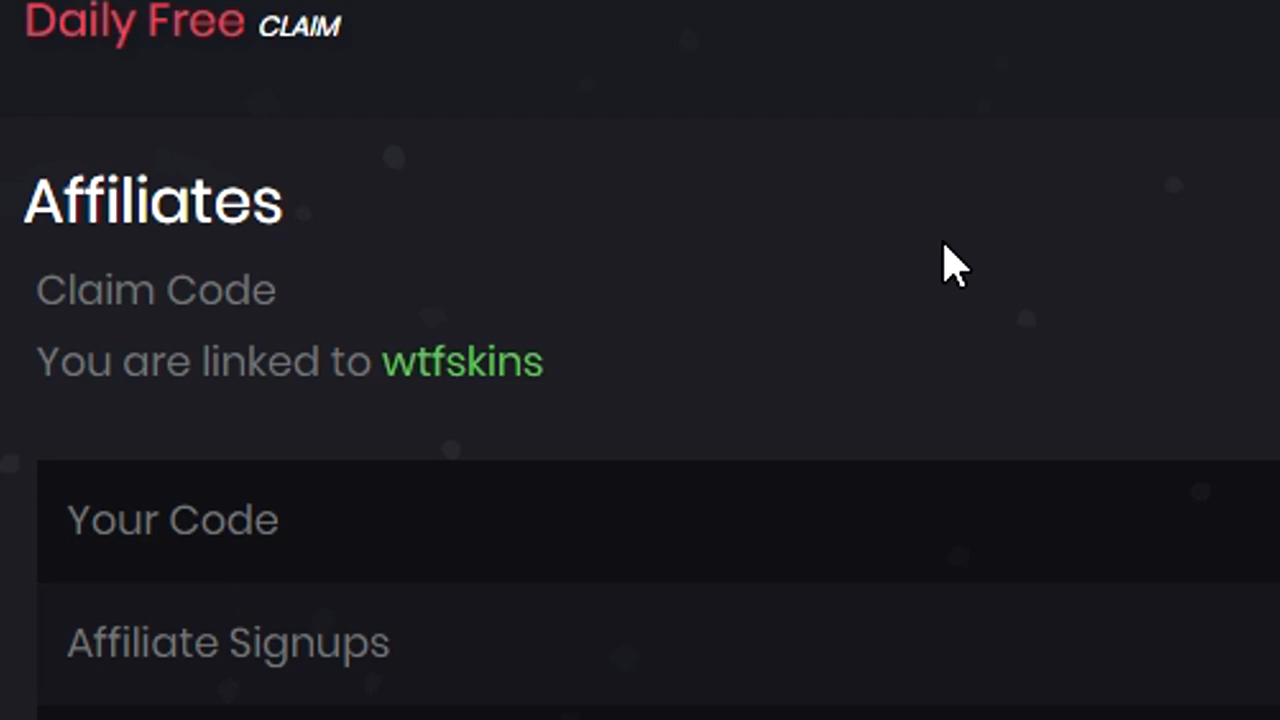 Daily Free CLAIM
Affiliates
Claim Code
You are linked to wtfskins
Your Code
Affiliate Signups